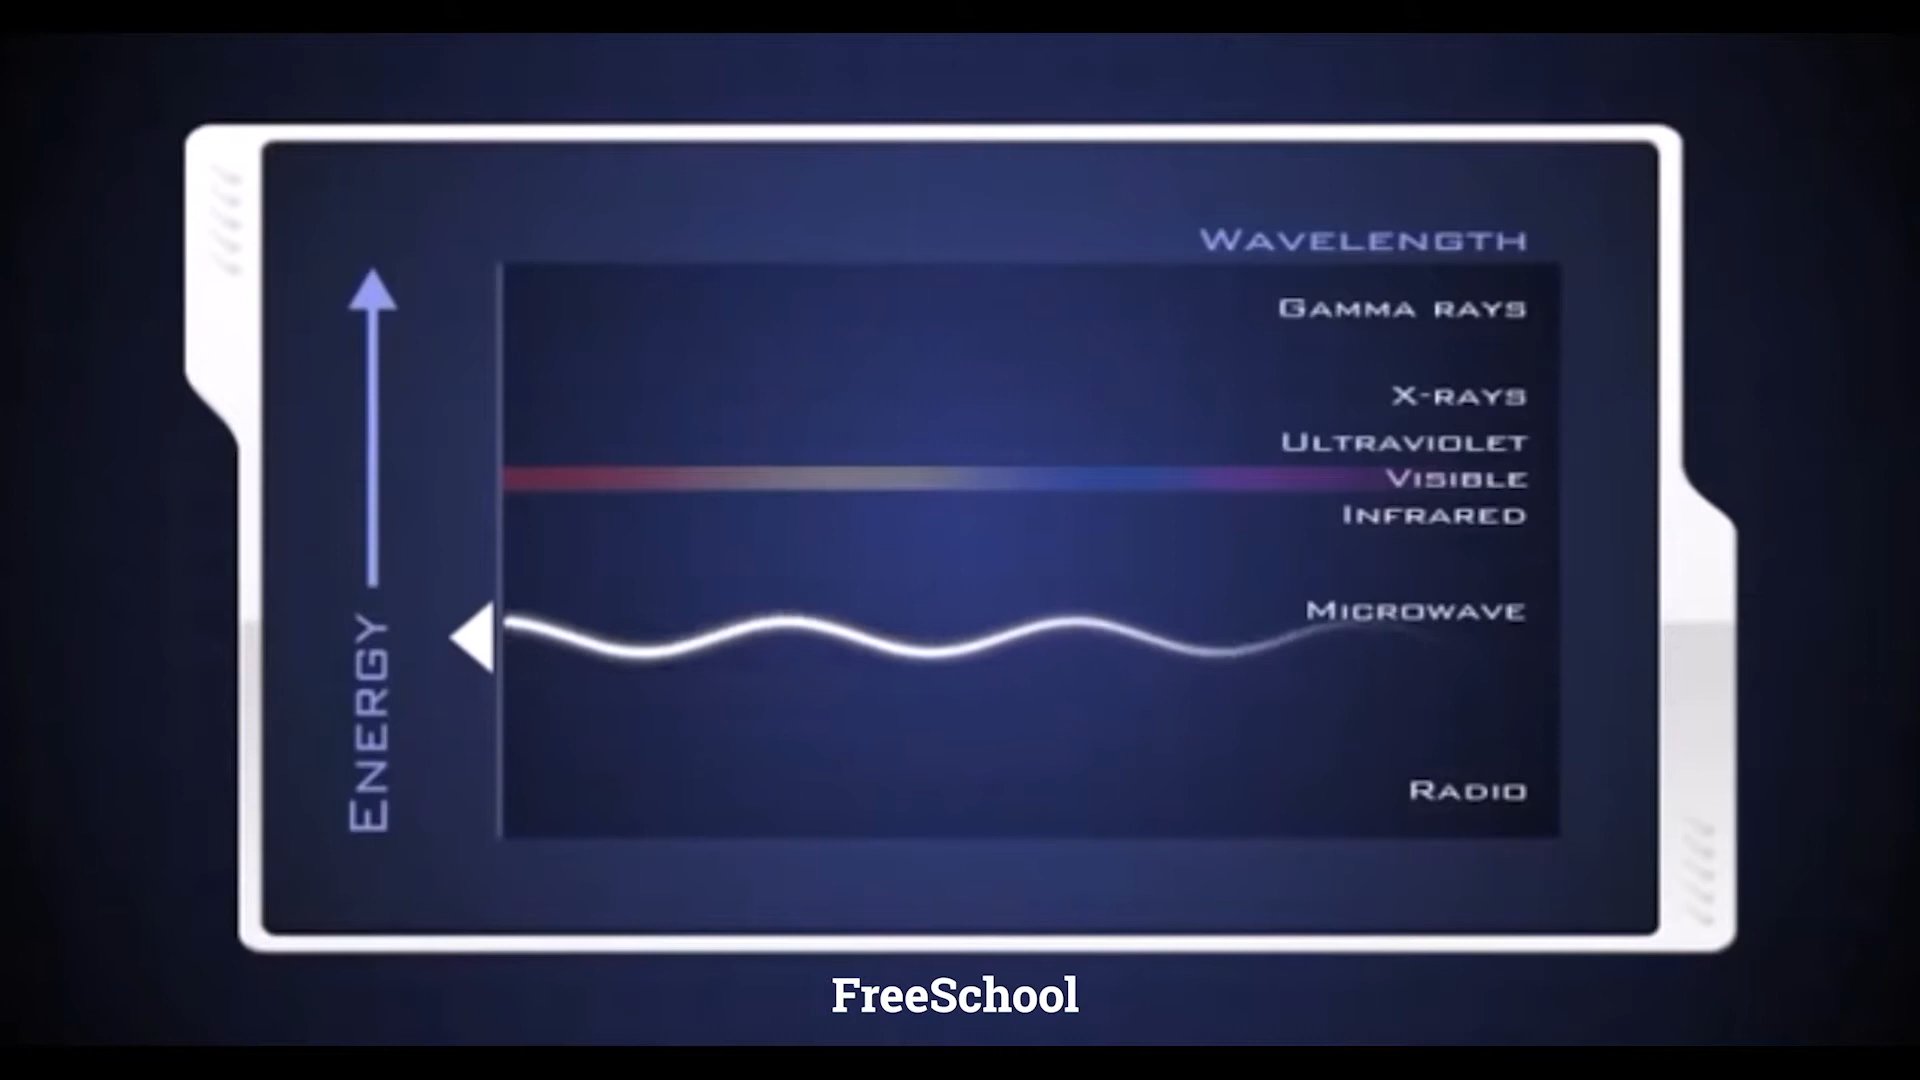 WAVELENGTH
GAMMA RAYS
X-RAYS
ULTRAVIOLET
VISIBLE
INFRARED
MICROWAVE
RADIO
ENERGY
FreeSchool